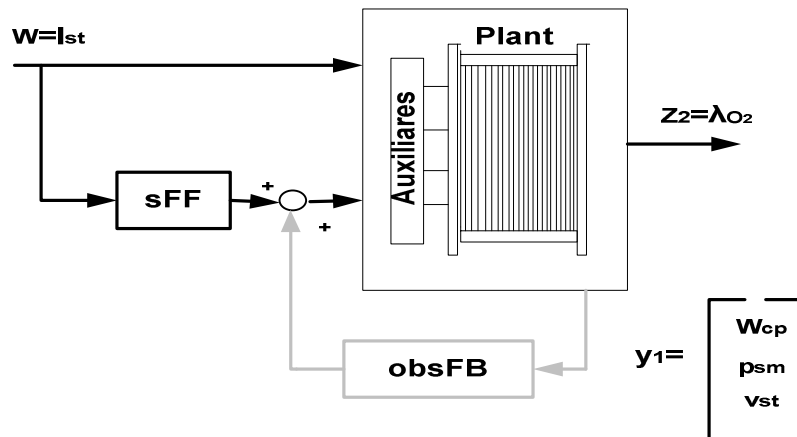 w=Ist
Plant
Auxiliares
z2=λO2
sFF
+
+
obsFB
y1=
Wcp
psm
vst